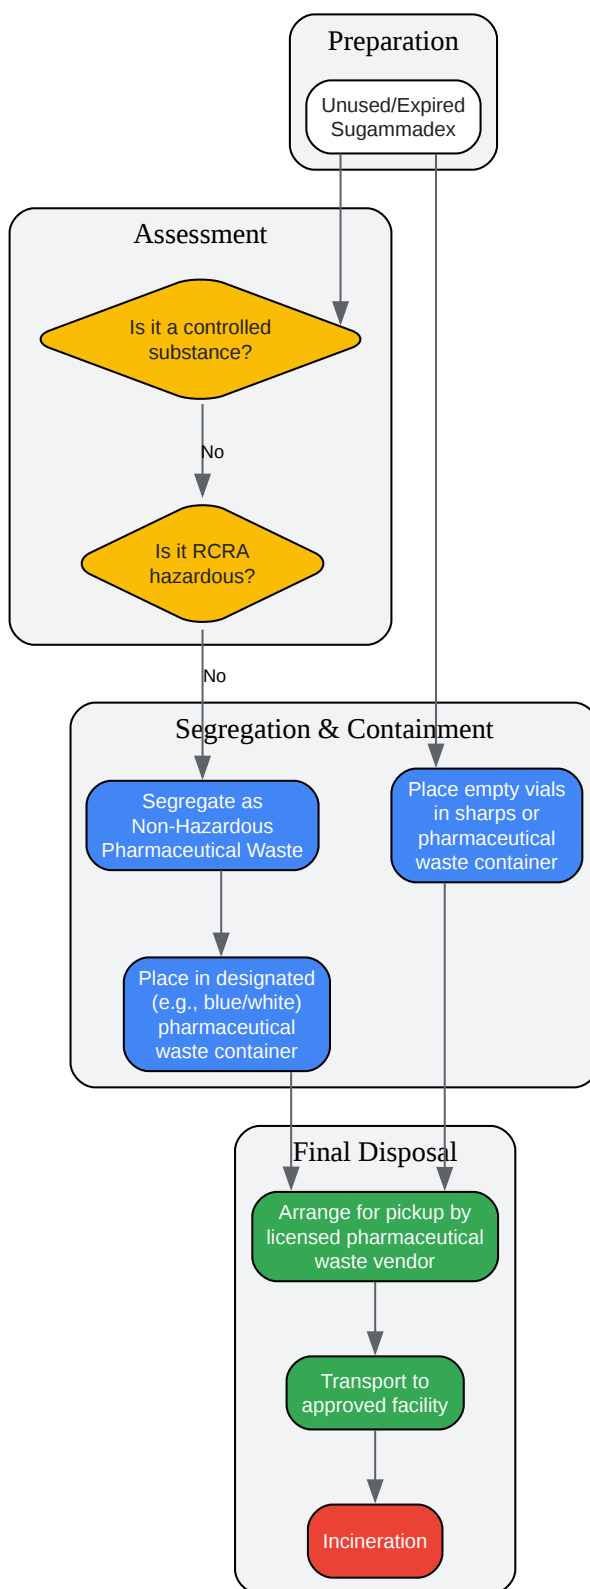 Preparation
Unused/Expired
Sugammadex
Assessment
Is it a controlled
substance?
No
Is it RCRA
hazardous?
No
Segregation & Containment
Segregate as
Non-Hazardous
Pharmaceutical Waste
Place empty vials
in sharps or
pharmaceutical
waste container
Place in designated
(e.g., blue/white)
pharmaceutical
waste container
Final Disposal
Arrange for pickup by
licensed pharmaceutical
waste vendor
Transport to
approved facility
Incineration